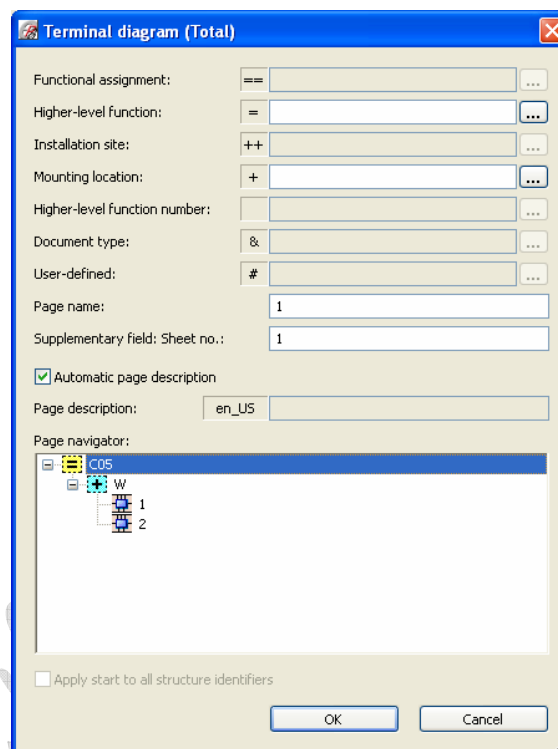 Terminal diagram (Total)
Functional assignment: == ...
Higher-level function: = ...
Installation site: ++ ...
Mounting location: + ...
Higher-level function number: ...
Document type: & ...
User-defined: # ...
Page name: 1
Supplementary field: Sheet no.: 1
Automatic page description
Page description: en_US
Page navigator:
= C05
+ W
1
2
Apply start to all structure identifiers
OK Cancel